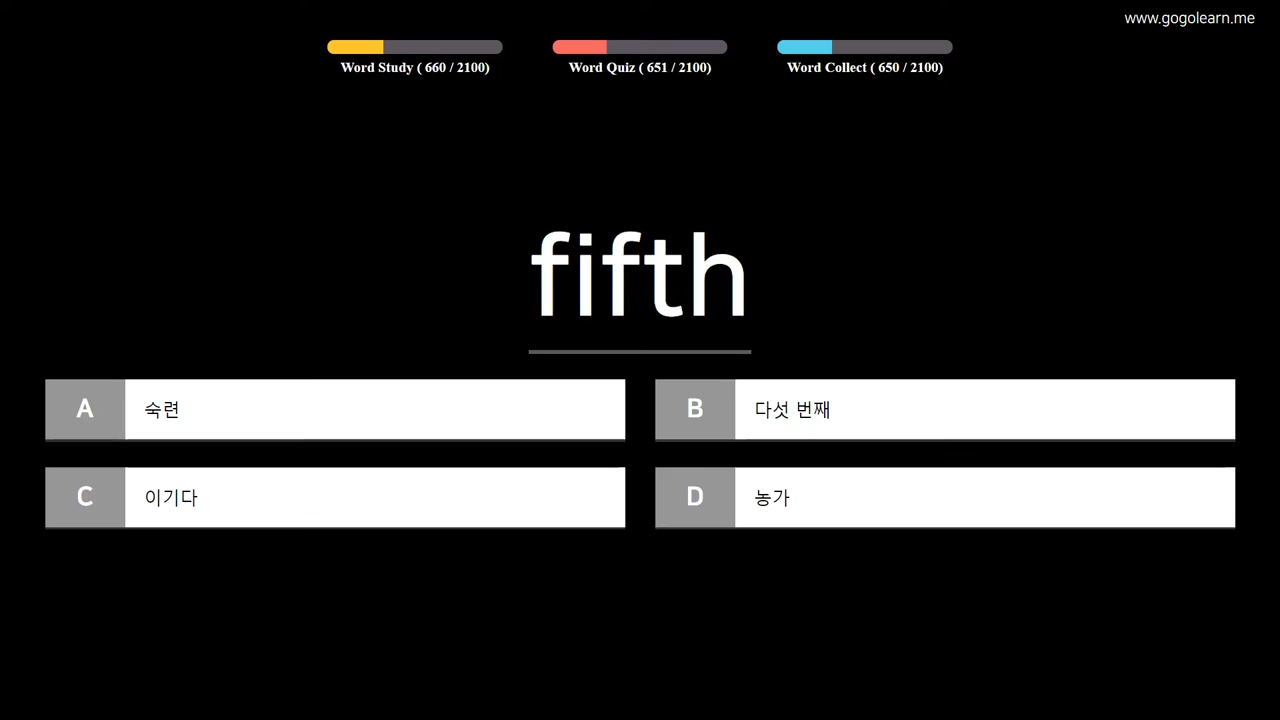 www.gogolearn.me
Word Study ( 660 / 2100)
Word Quiz ( 651 / 2100)
Word Collect ( 650 / 2100)
fifth
A 숙련
B 다섯 번째
C 이기다
D 농가